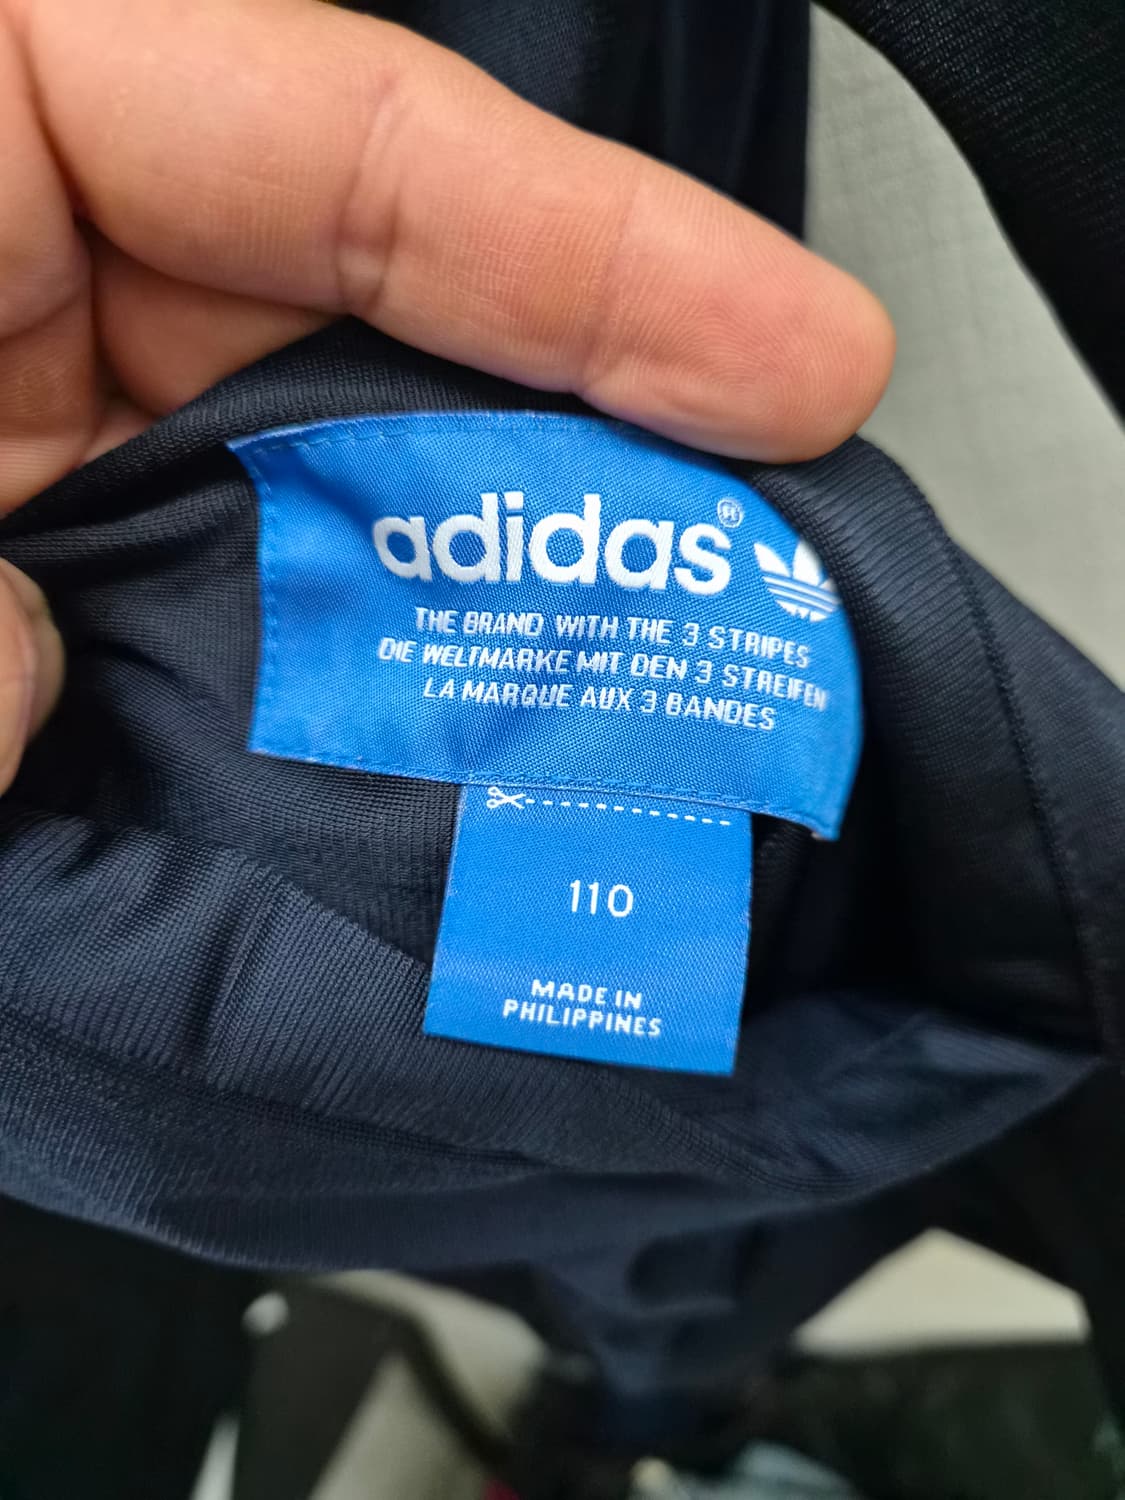 adidas®
THE BRAND WITH THE 3 STRIPES
DIE WELTMARKE MIT DEN 3 STREIFEN
LA MARQUE AUX 3 BANDES
110
MADE IN
PHILIPPINES